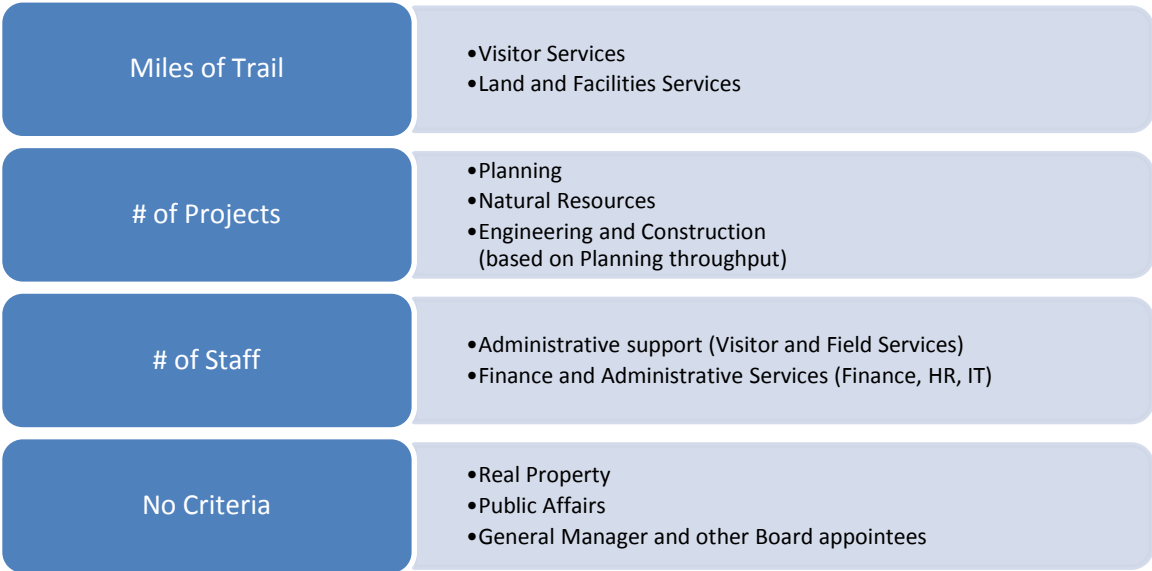 Miles of Trail
•Visitor Services
•Land and Facilities Services
# of Projects
•Planning
•Natural Resources
•Engineering and Construction
(based on Planning throughput)
# of Staff
•Administrative support (Visitor and Field Services)
•Finance and Administrative Services (Finance, HR, IT)
No Criteria
•Real Property
•Public Affairs
•General Manager and other Board appointees